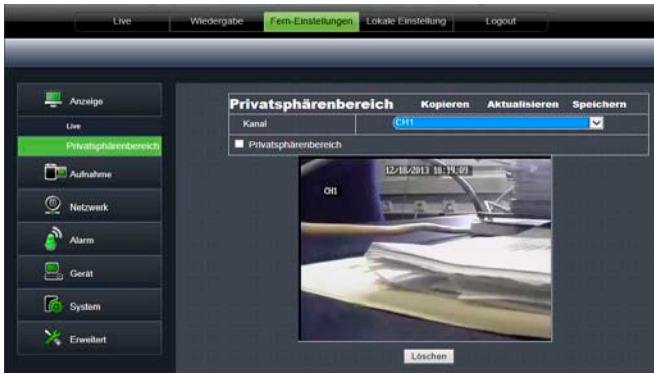 Live Wiedergabe Fern-Einstellungen Lokale Einstellung Logout
Anzeige
Live
Privatsphärenbereich
Aufnahme
Netzwerk
Alarm
Gerät
System
Erweitert
Privatsphärenbereich Kopieren Aktualisieren Speichern
Kanal CH1
Privatsphärenbereich
12/18/2013 18:19:09
CH1
Löschen